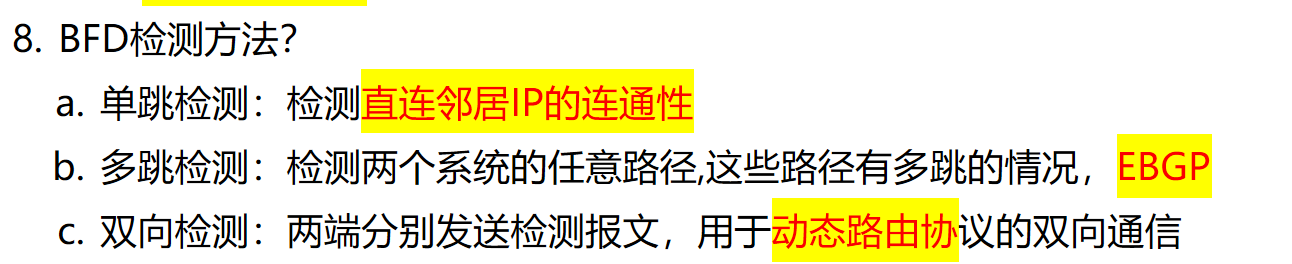 8. BFD检测方法?
a. 单跳检测：检测直连邻居IP的连通性
b. 多跳检测：检测两个系统的任意路径,这些路径有多跳的情况，EBGP
c. 双向检测：两端分别发送检测报文，用于动态路由协议的双向通信